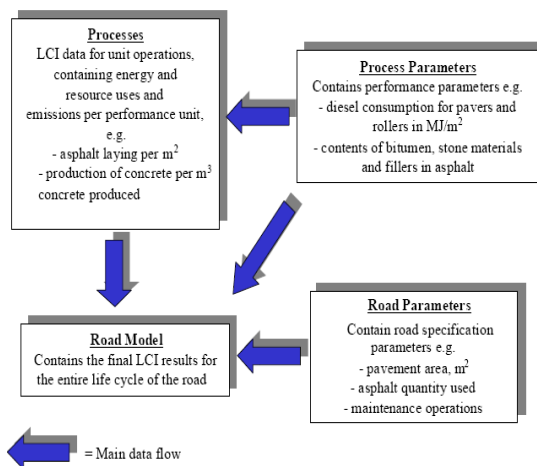 Processes
LCI data for unit operations,
containing energy and
resource uses and
emissions per performance unit,
e.g.
- asphalt laying per m²
- production of concrete per m³
concrete produced
Process Parameters
Contains performance parameters e.g.
- diesel consumption for pavers and
rollers in MJ/m²
- contents of bitumen, stone materials
and fillers in asphalt
Road Model
Contains the final LCI results for
the entire life cycle of the road
Road Parameters
Contain road specification
parameters e.g.
- pavement area, m²
- asphalt quantity used
- maintenance operations
= Main data flow